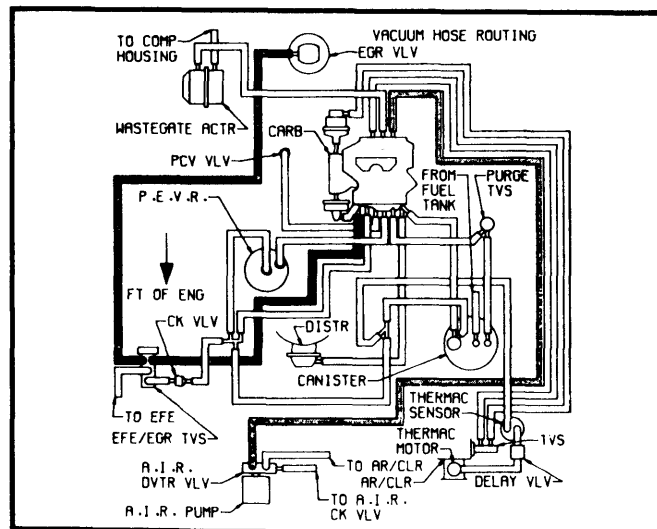 TO COMP
HOUSING
VACUUM HOSE ROUTING
EGR VLV
WASTEGATE ACTR
CARB
PCV VLV
FROM
FUEL
TANK
PURGE
TVS
P.E.V.R.
FT OF ENG
CK VLV
DISTR
CANISTER
TO EFE
EFE/EGR TVS
THERMAC
SENSOR
THERMAC
MOTOR
TVS
A.I.R.
DVTR VLV
TO AR/CLR
AR/CLR
DELAY VLV
TO A.I.R.
CK VLV
A.I.R. PUMP